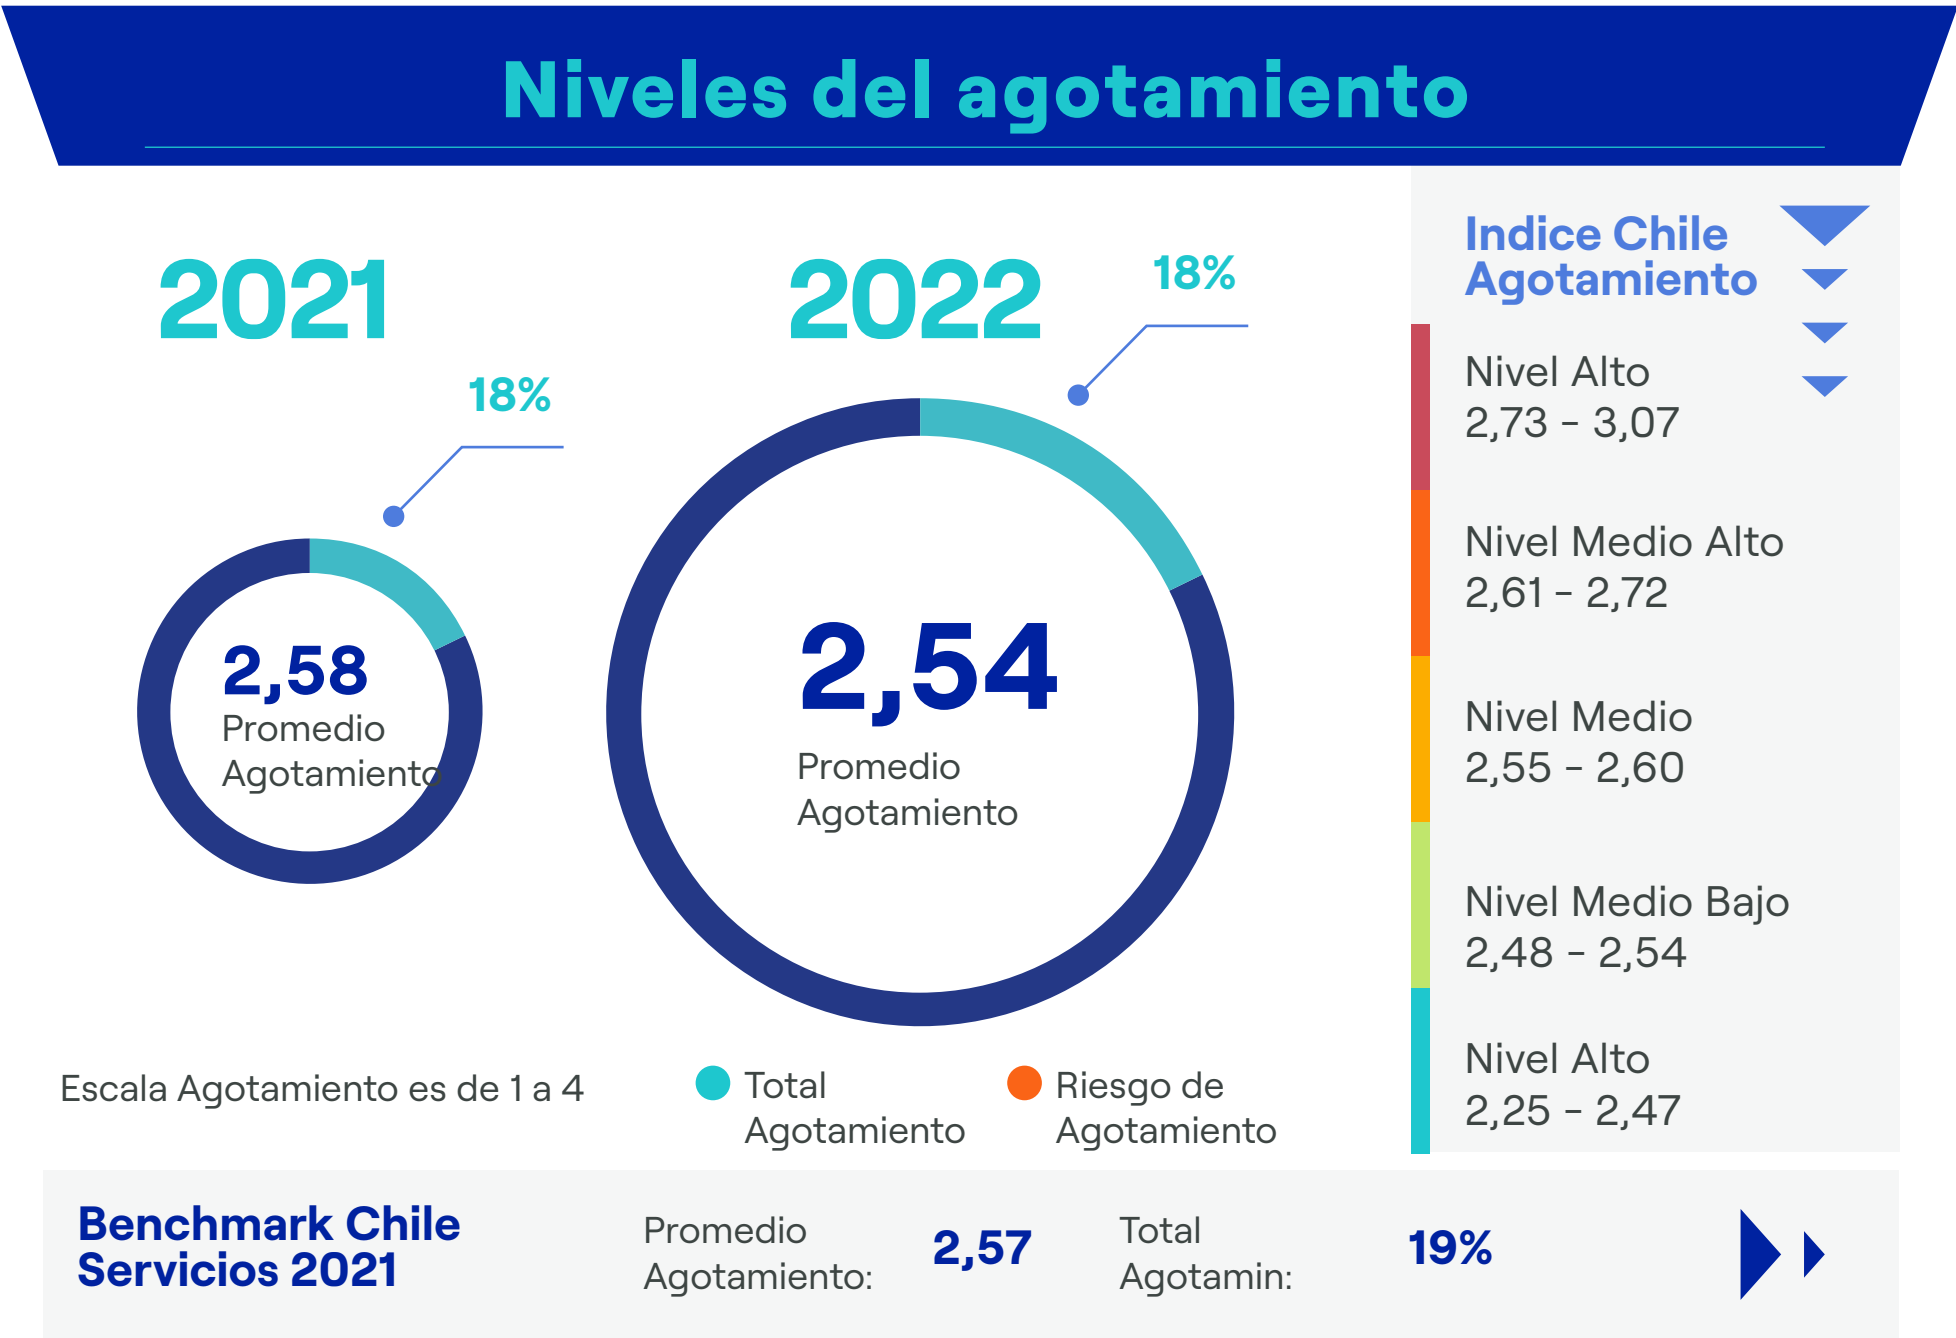 Niveles del agotamiento
2021
18%
2,58
Promedio
Agotamiento
2022
18%
2,54
Promedio
Agotamiento
Escala Agotamiento es de 1 a 4
Total
Agotamiento
Riesgo de
Agotamiento
Indice Chile
Agotamiento
Nivel Alto
2,73 - 3,07
Nivel Medio Alto
2,61 - 2,72
Nivel Medio
2,55 - 2,60
Nivel Medio Bajo
2,48 - 2,54
Nivel Alto
2,25 - 2,47
Benchmark Chile
Servicios 2021
Promedio
Agotamiento:
2,57
Total
Agotamin:
19%